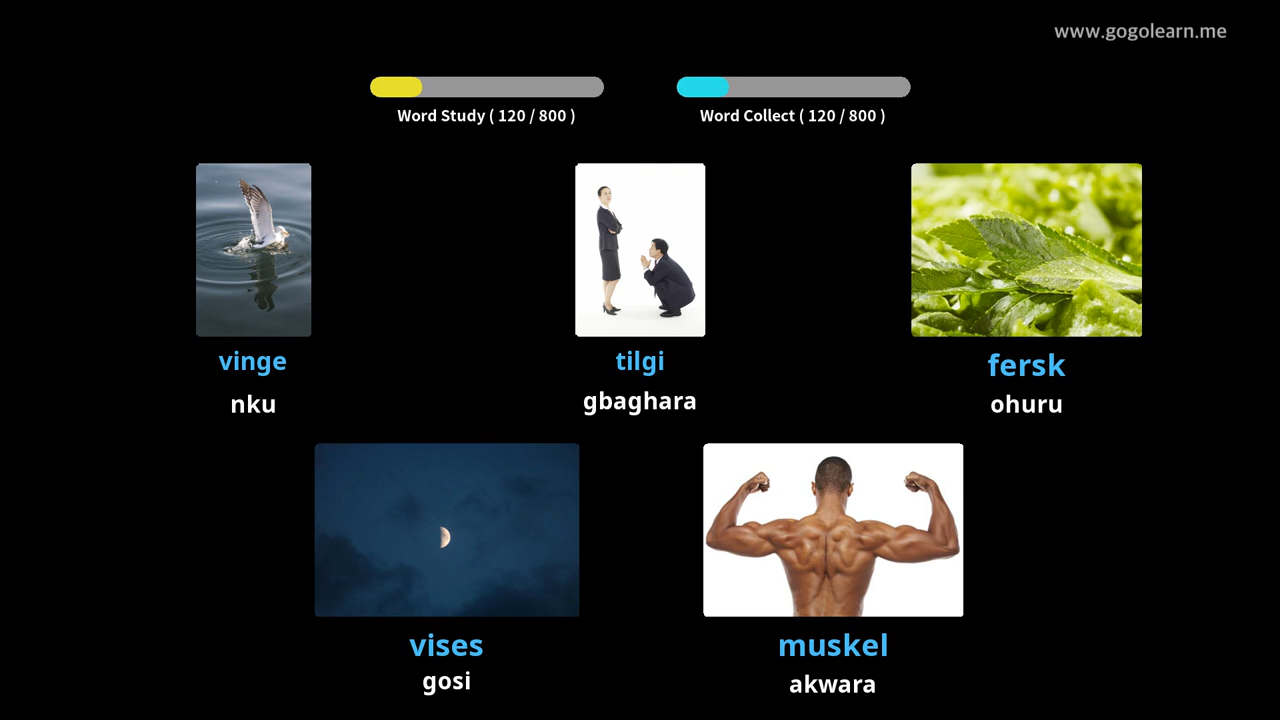 www.gogolearn.me
Word Study ( 120 / 800 )
Word Collect ( 120 / 800 )
vinge
nku
tilgi
gbaghara
fersk
ohuru
vises
gosi
muskel
akwara